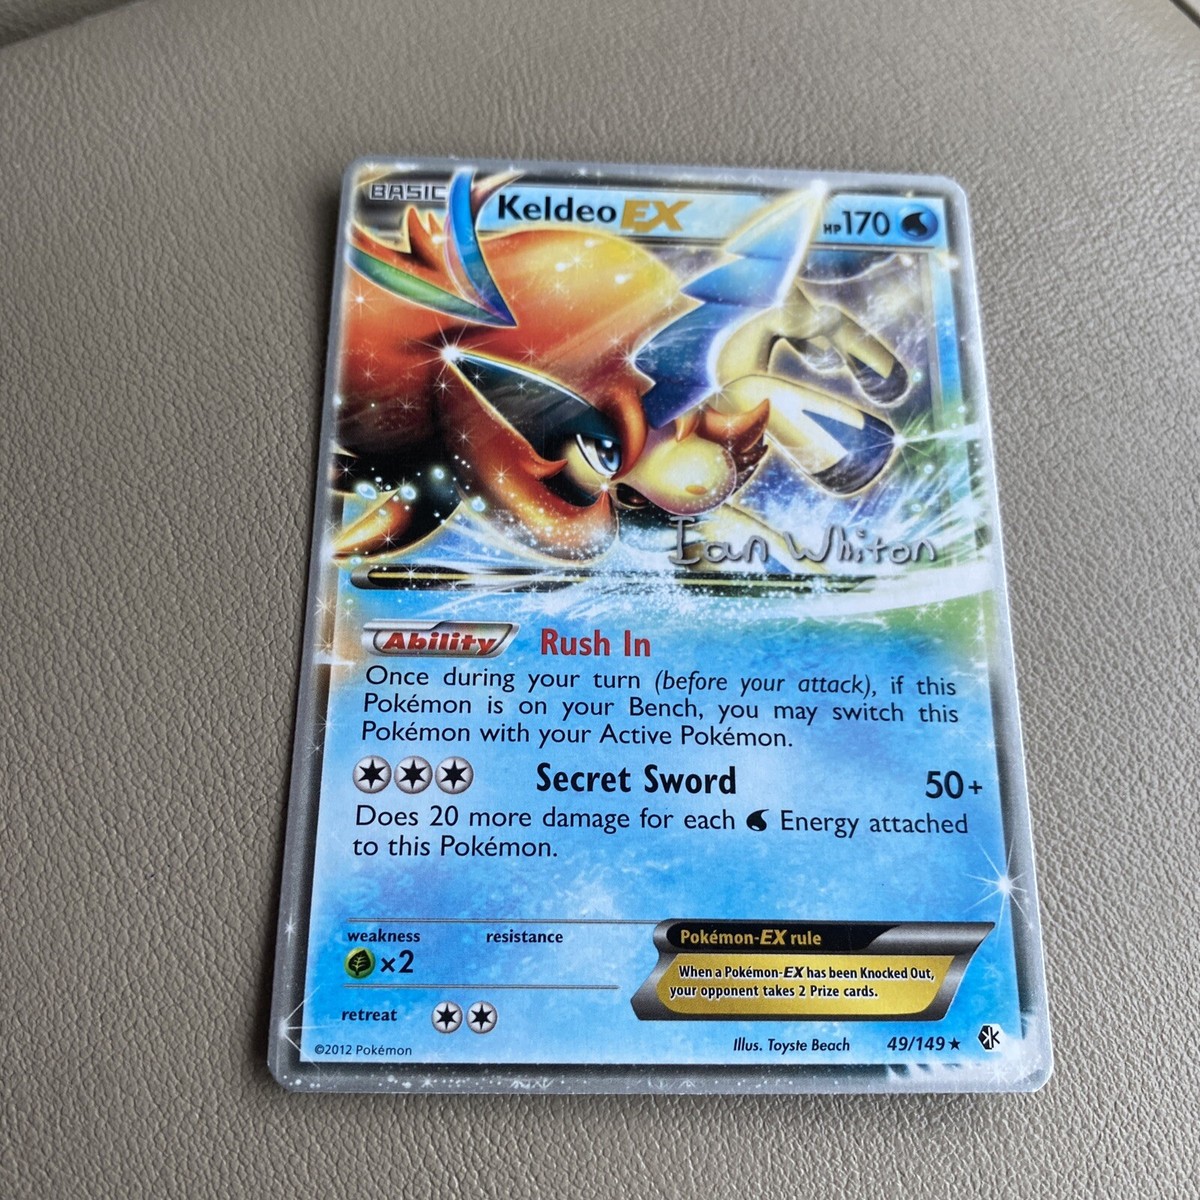 BASIC Keldeo EX HP 170
Ian Whiton
Ability Rush In
Once during your turn (before your attack), if this
Pokémon is on your Bench, you may switch this
Pokémon with your Active Pokémon.
Secret Sword 50+
Does 20 more damage for each Energy attached
to this Pokémon.
weakness resistance
×2
Pokémon-EX rule
When a Pokémon-EX has been Knocked Out,
your opponent takes 2 Prize cards.
retreat
©2012 Pokémon
Illus. Toyste Beach 49/149 ★